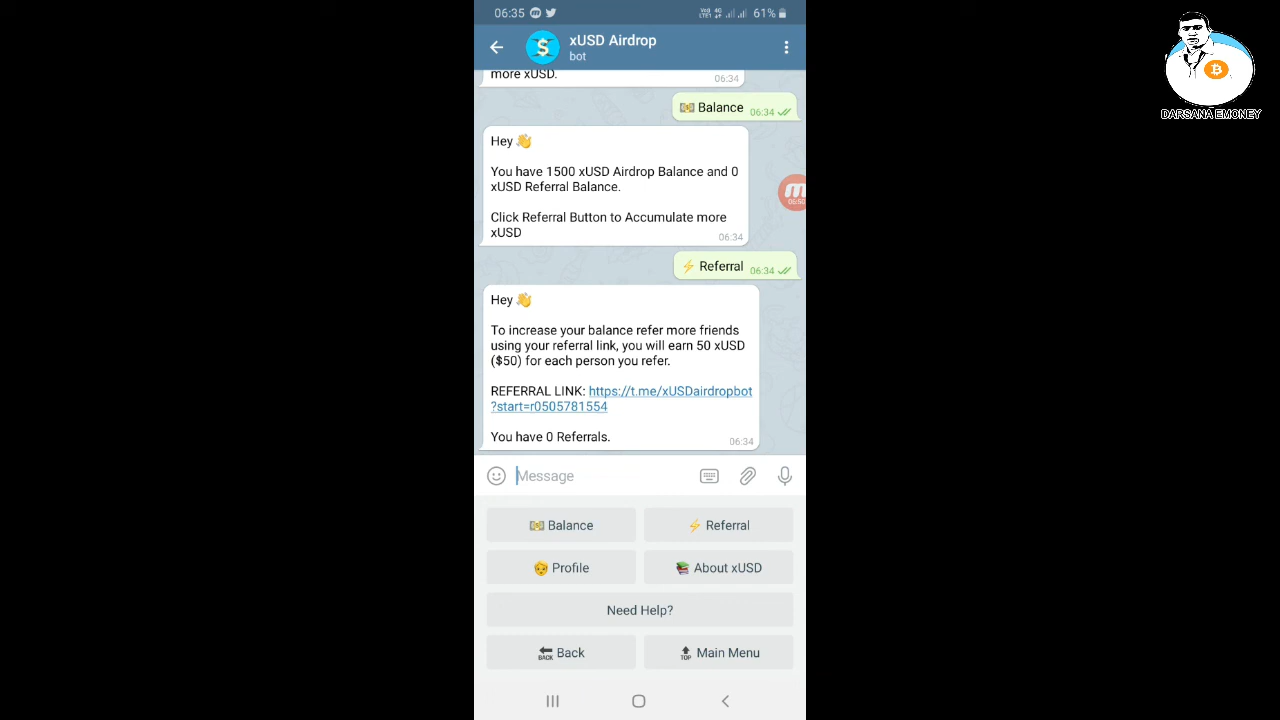 06:35
61%
xUSD Airdrop
bot
more xUSD.
06:34
Balance
06:34
Hey
You have 1500 xUSD Airdrop Balance and 0
xUSD Referral Balance.
Click Referral Button to Accumulate more
xUSD
06:34
Referral
06:34
Hey
To increase your balance refer more friends
using your referral link, you will earn 50 xUSD
($50) for each person you refer.
REFERRAL LINK: https://t.me/xUSDairdropbot
?start=r0505781554
You have 0 Referrals.
06:34
Message
Balance
Referral
Profile
About xUSD
Need Help?
BACK Back
TOP Main Menu
DARSANA EMONEY